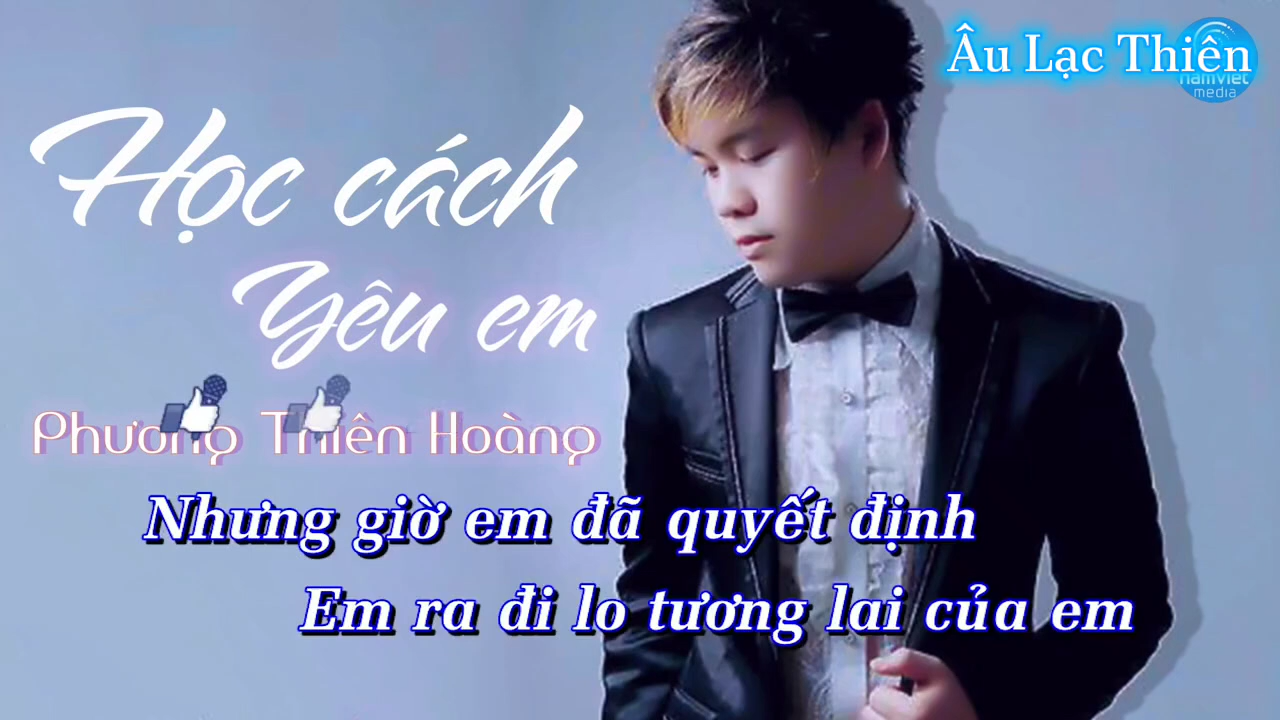 Âu Lạc Thiên
namviet
media
Học cách
Yêu em
Phương Thiên Hoàng
Nhưng giờ em đã quyết định
Em ra đi lo tương lai của em